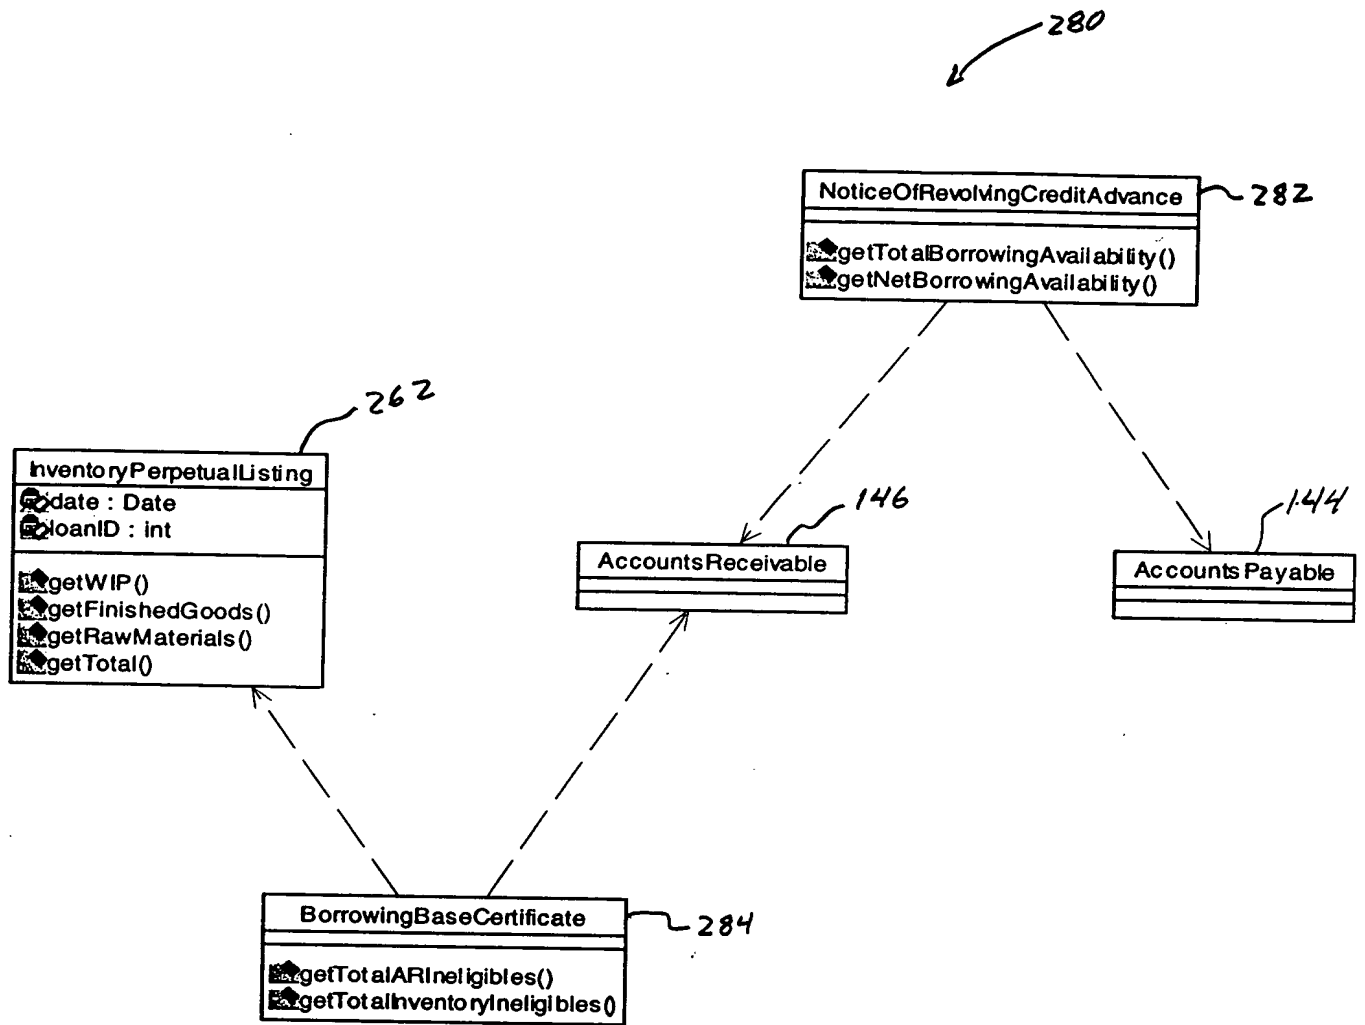 280
NoticeOfRevolvingCreditAdvance
282
getTotalBorrowingAvailability()
getNetBorrowingAvailability()
262
InventoryPerpetualListing
date : Date
loanID : int
getWIP()
getFinishedGoods()
getRawMaterials()
getTotal()
146
AccountsReceivable
144
AccountsPayable
BorrowingBaseCertificate
284
getTotalARIneligibles()
getTotalInventoryIneligibles()